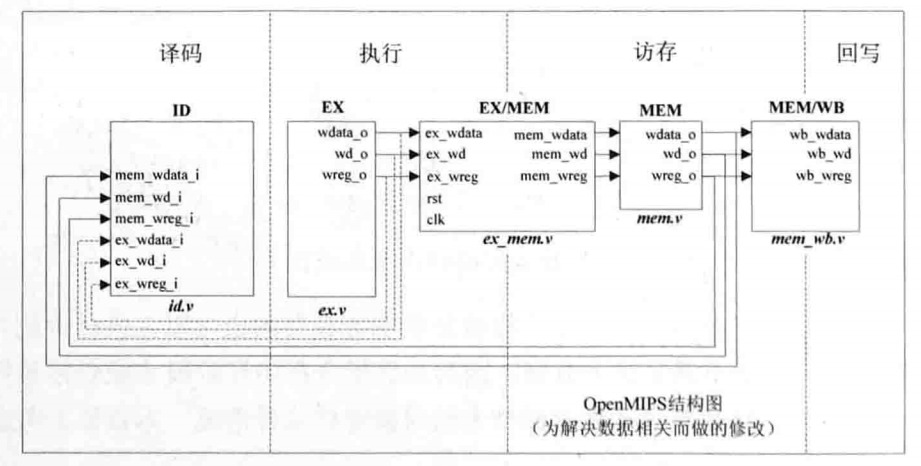 译码
执行
访存
回写
ID
mem_wdata_i
mem_wd_i
mem_wreg_i
ex_wdata_i
ex_wd_i
ex_wreg_i
id.v
EX
wdata_o
wd_o
wreg_o
ex.v
EX/MEM
ex_wdata
ex_wd
ex_wreg
rst
clk
mem_wdata
mem_wd
mem_wreg
ex_mem.v
MEM
wdata_o
wd_o
wreg_o
mem.v
MEM/WB
wb_wdata
wb_wd
wb_wreg
mem_wb.v
OpenMIPS结构图
（为解决数据相关而做的修改）